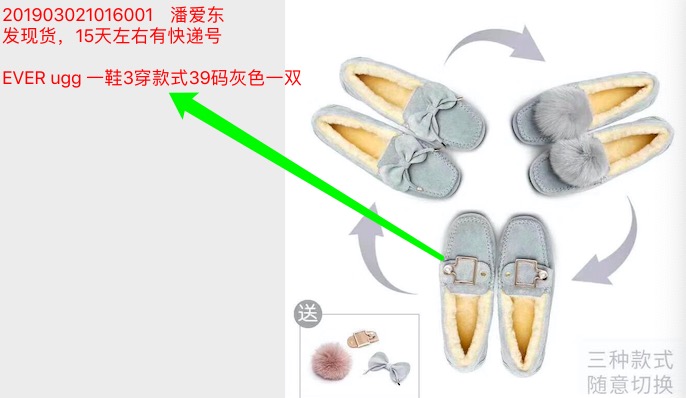 201903021016001 潘爱东
发现货，15天左右有快递号
EVER ugg 一鞋3穿款式39码灰色一双
送
三种款式
随意切换